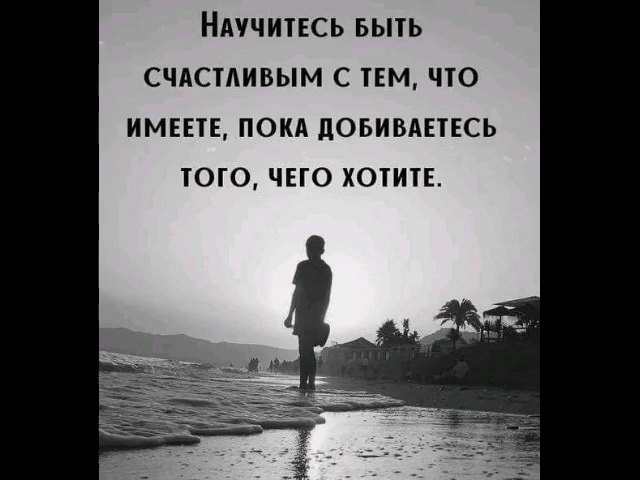 Научитесь быть
счастливым с тем, что
имеете, пока добиваетесь
того, чего хотите.